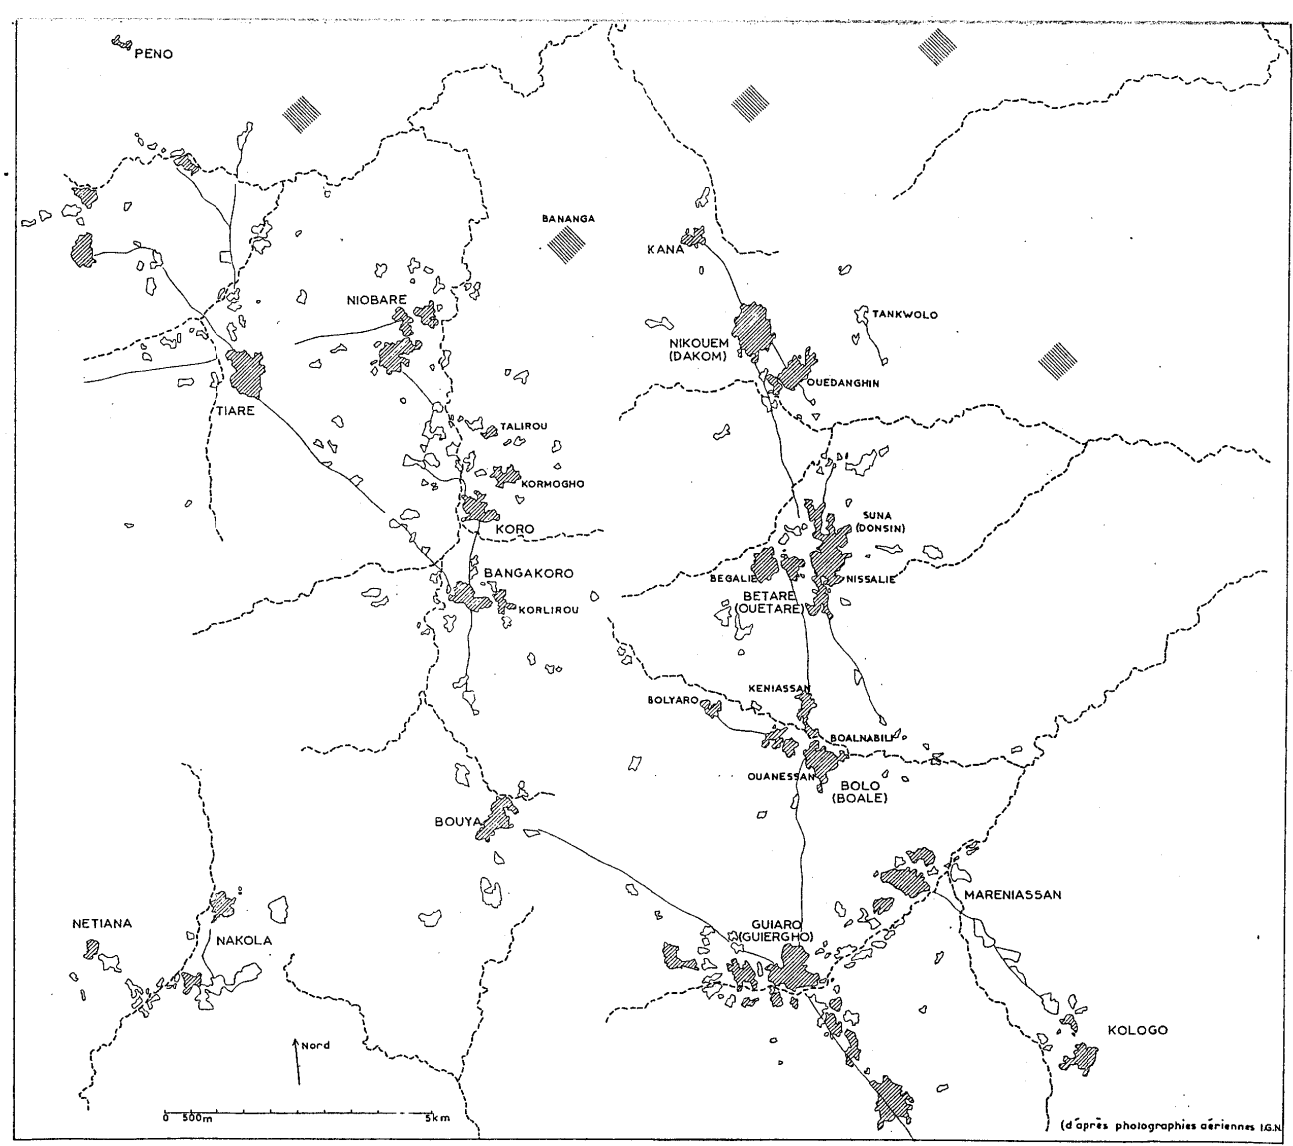 PENO
BANANGA
KANA
NIOBARE
TANKWOLO
NIKOUEM
(DAKOM)
OUEDANGHIN
TIARE
TALIROU
KORMOGHO
KORO
SUNA
(DONSIN)
BANGAKORO
BEGALIE
NISSALIE
BETARE
(OUETARE)
KORLIROU
KENIASSAN
BOLYARO
BOALNABILI
OUANESSAN
BOLO
(BOALE)
BOUYA
MARENIASSAN
NETIANA
GUIARO
(GUIERGHO)
NAKOLA
KOLOGO
Nord
0 500m 5km
(d'après photographies aériennes I.G.N.